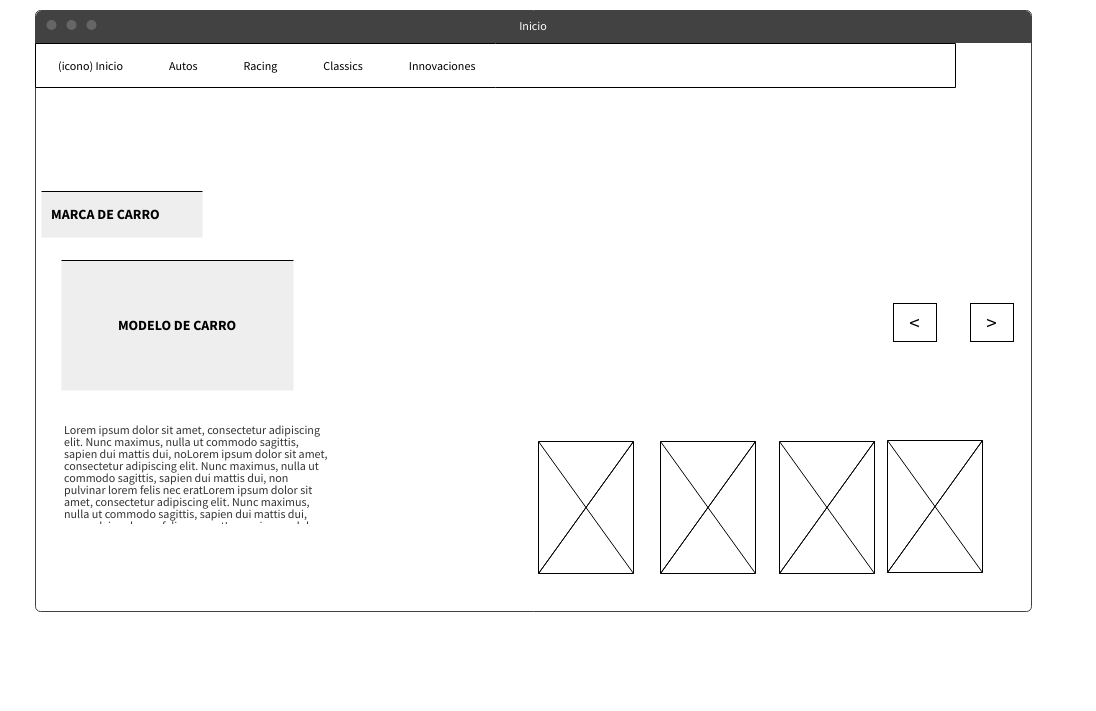 Inicio
(icono) Inicio Autos Racing Classics Innovaciones
MARCA DE CARRO
MODELO DE CARRO
< >
Lorem ipsum dolor sit amet, consectetur adipiscing
elit. Nunc maximus, nulla ut commodo sagittis,
sapien dui mattis dui, noLorem ipsum dolor sit amet,
consectetur adipiscing elit. Nunc maximus, nulla ut
commodo sagittis, sapien dui mattis dui, non
pulvinar lorem felis nec eratLorem ipsum dolor sit
amet, consectetur adipiscing elit. Nunc maximus,
nulla ut commodo sagittis, sapien dui mattis dui,